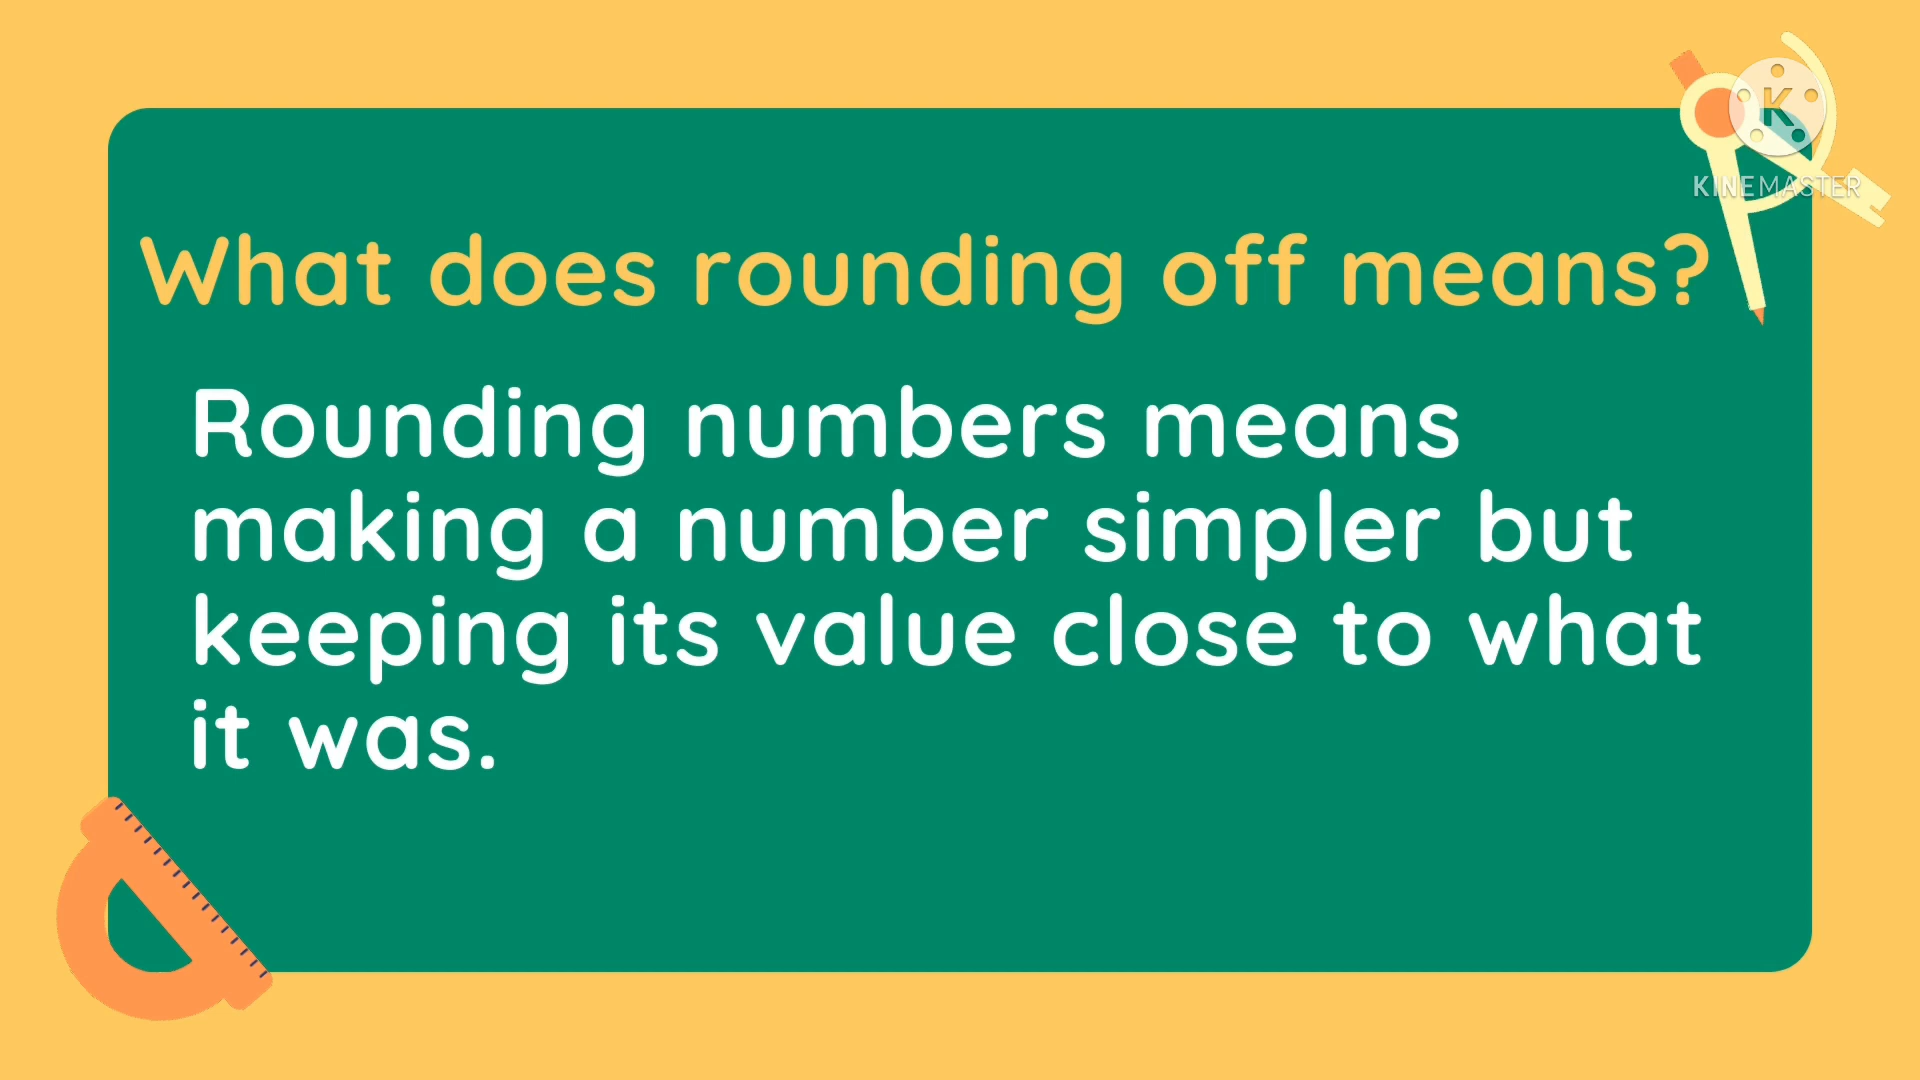 K
KINEMASTER
What does rounding off means?
Rounding numbers means
making a number simpler but
keeping its value close to what
it was.